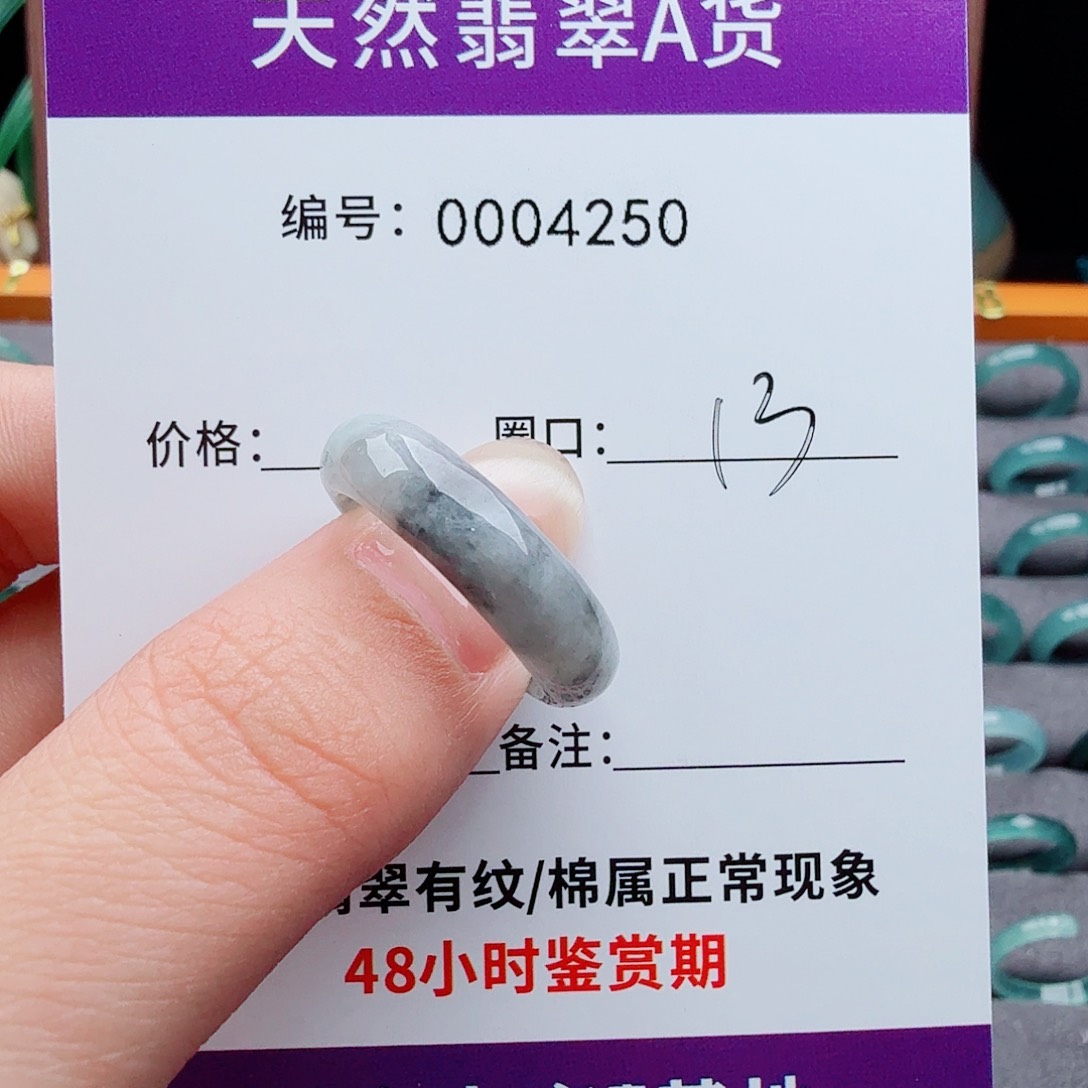 天然翡翠A货
编号：0004250
价格： 圈口： 13
备注：
翠有纹/棉属正常现象
48小时鉴赏期